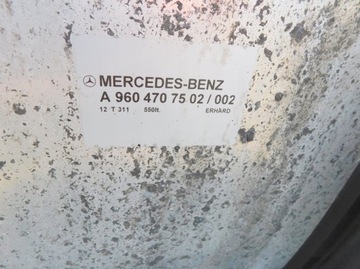 MERCEDES-BENZ
A 960 470 75 02 / 002
12 T 311 550lt. ERHARD